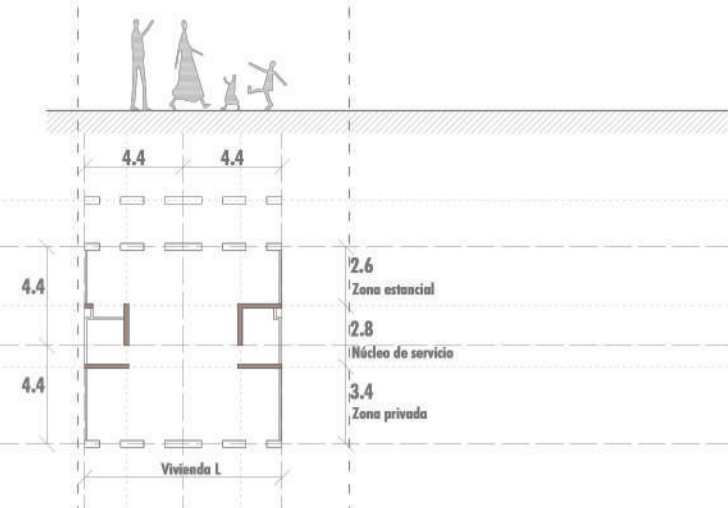 4.4 4.4
2.6
Zona estancial
4.4
2.8
Núcleo de servicio
4.4
3.4
Zona privada
Vivienda L